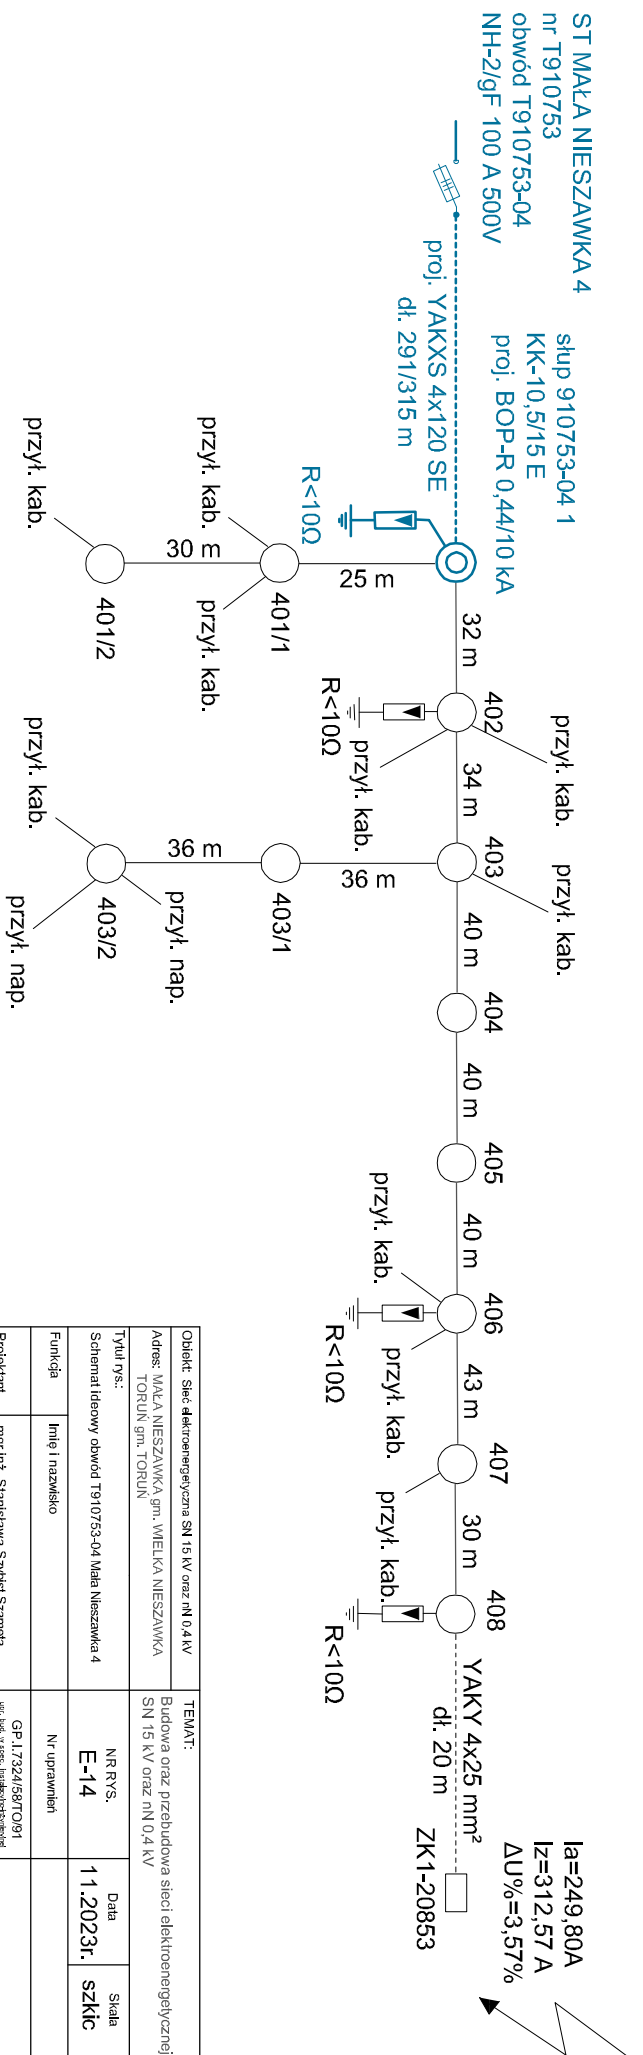 ST MAŁA NIESZAWKA 4
nr T910753
obwód T910753-04
NH-2/gF 100 A 500V
proj. YAKXS 4x120 SE
dł. 291/315 m
słup 910753-04 1
KK-10,5/15 E
proj. BOP-R 0,44/10 kA
R<10Ω
25 m
401/1
przył. kab.
przył. kab.
30 m
401/2
przył. kab.
32 m
402
przył. kab.
przył. kab.
R<10Ω
34 m
403
przył. kab.
36 m
403/1
36 m
403/2
przył. kab.
przył. nap.
przył. nap.
40 m
404
40 m
405
40 m
406
przył. kab.
przył. kab.
R<10Ω
43 m
407
przył. kab.
30 m
408
R<10Ω
YAKY 4x25 mm²
dł. 20 m
ZK1-20853
Ia=249,80A
Iz=312,57 A
ΔU%=3,57%
Obiekt: Sieć elektroenergetyczna SN 15 kV oraz nN 0,4 kV
Adres: MAŁA NIESZAWKA gm. WIELKA NIESZAWKA
TORUŃ gm. TORUŃ
TEMAT:
Budowa oraz przebudowa sieci elektroenergetycznej
SN 15 kV oraz nN 0,4 kV
Tytuł rys.:
Schemat ideowy obwód T910753-04 Mała Nieszawka 4
NR RYS.
E-14
Data
11.2023r.
Skala
szkic
Funkcja
Imię i nazwisko
Nr uprawnień
Projektant
mgr inż. Stanisława Szybist-Szamota
GP.I.7324/58/TO/91